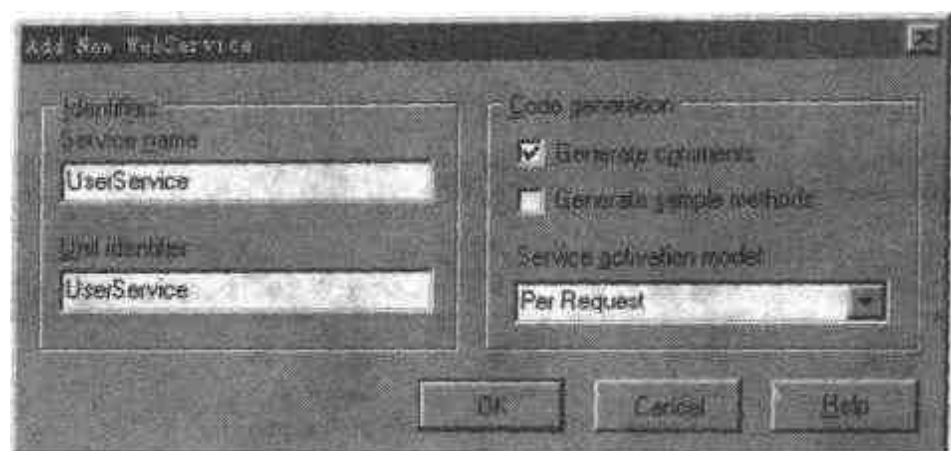 Add New WebService
Identifiers
Service name
UserService
Unit identifier
UserService
Code generation
Generate comments
Generate sample methods
Service activation model
Per Request
OK
Cancel
Help